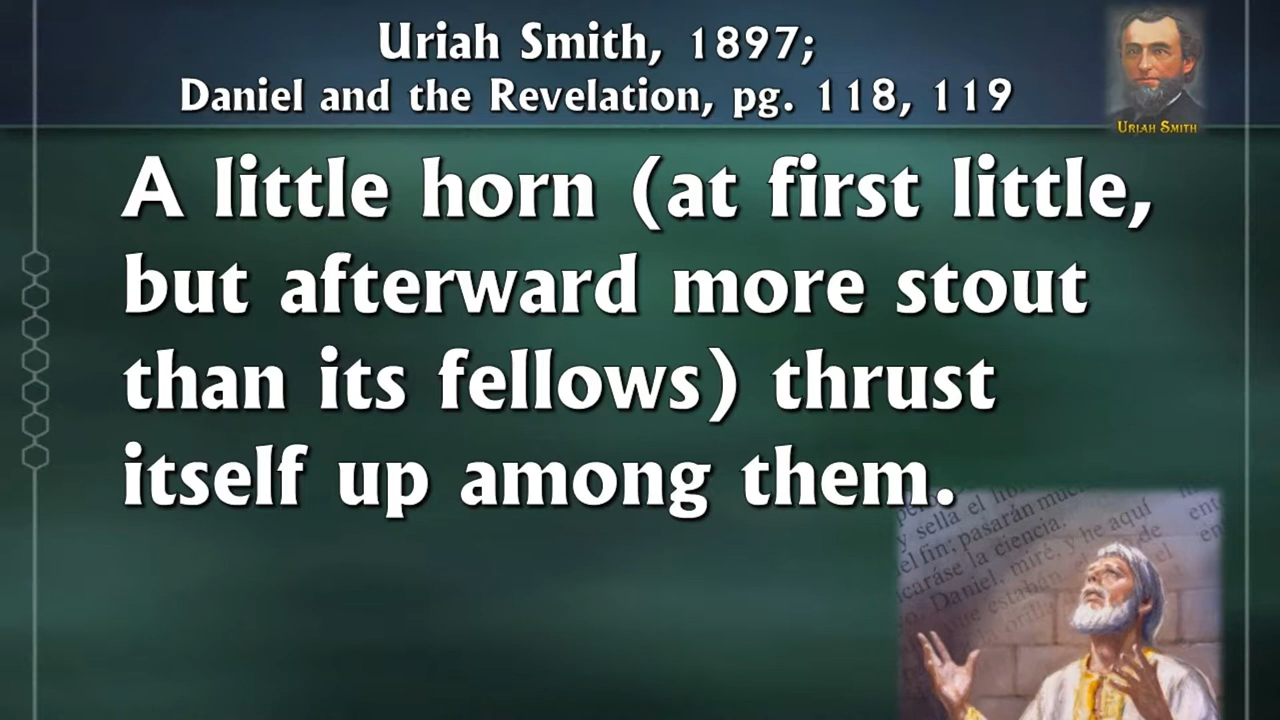 Uriah Smith, 1897;
Daniel and the Revelation, pg. 118, 119
URIAH SMITH
A little horn (at first little,
but afterward more stout
than its fellows) thrust
itself up among them.
y sella el
el fin; pasarán
la ciencia.
Daniel, miré, y he aquí